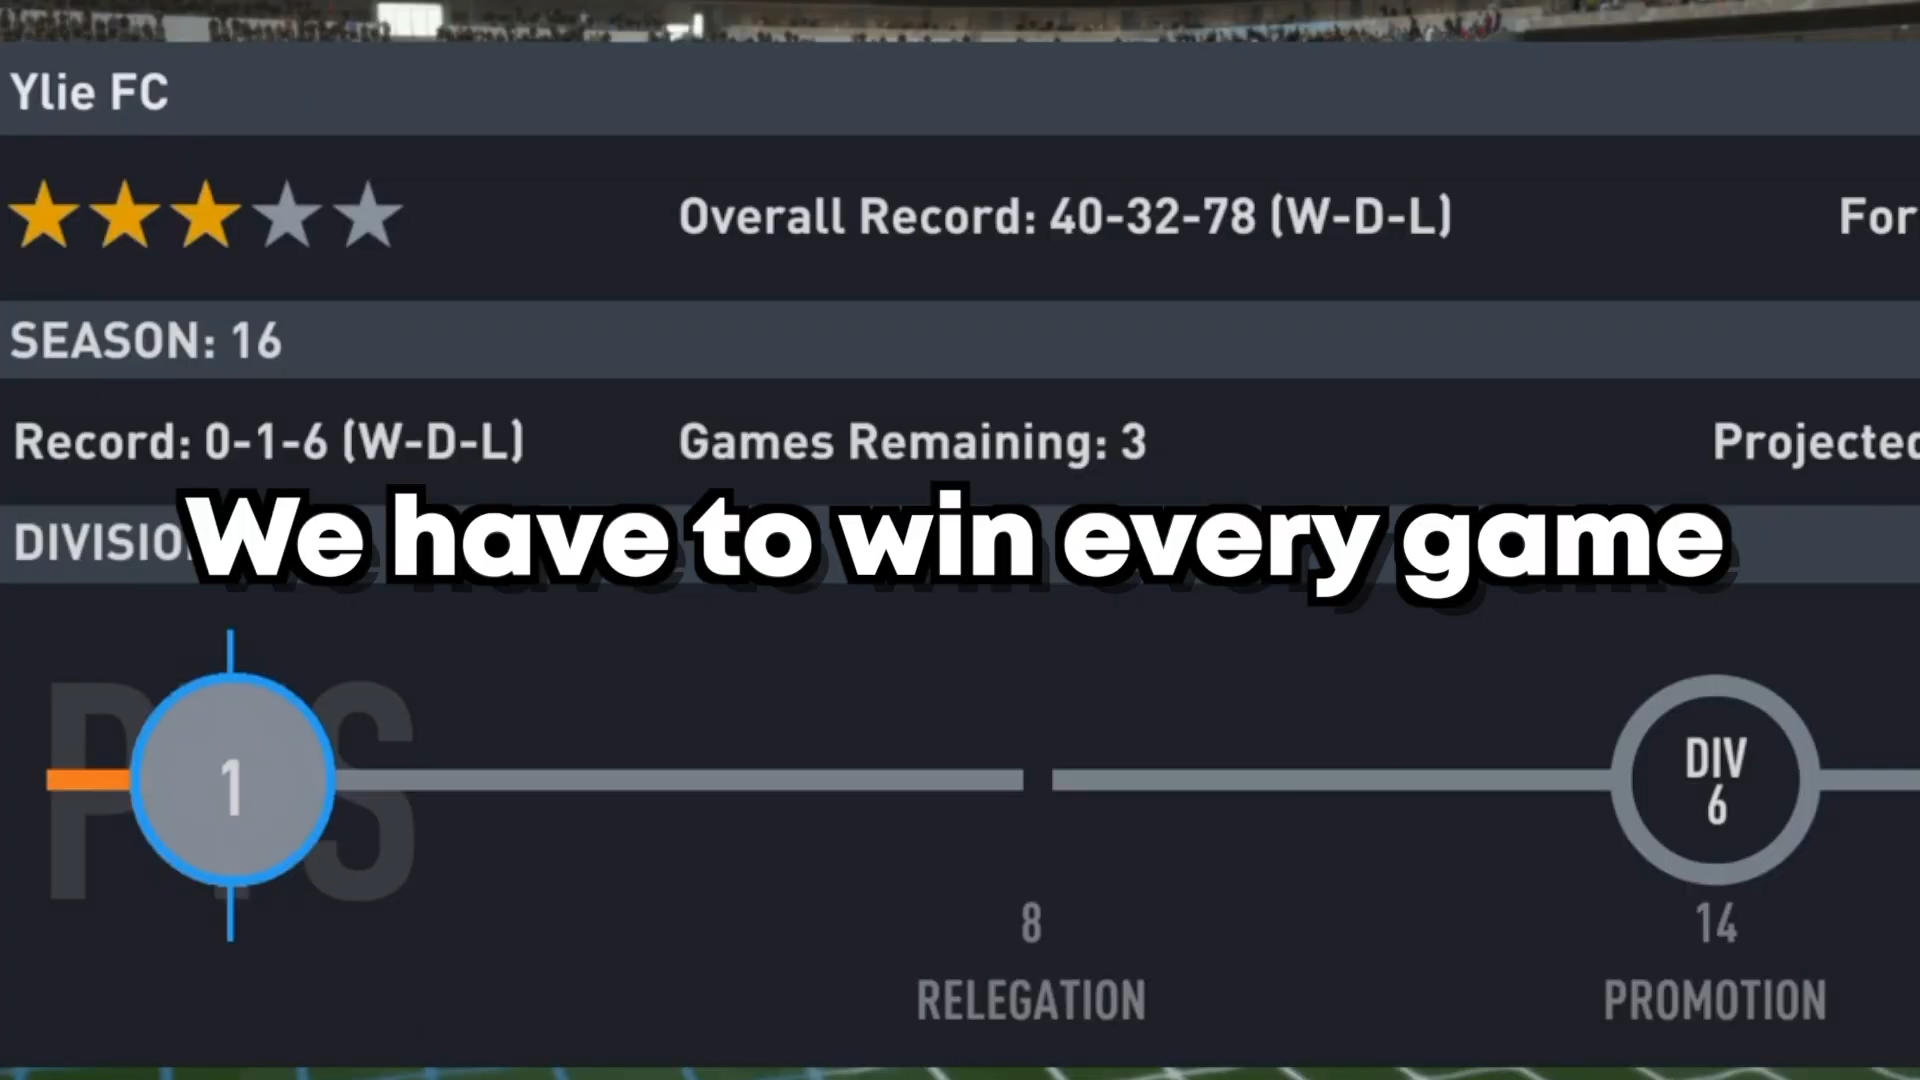 Ylie FC
Overall Record: 40-32-78 (W-D-L)
For
SEASON: 16
Record: 0-1-6 (W-D-L)
Games Remaining: 3
Projected
DIVISIO
We have to win every game
PTS
1
DIV
6
8
14
RELEGATION
PROMOTION